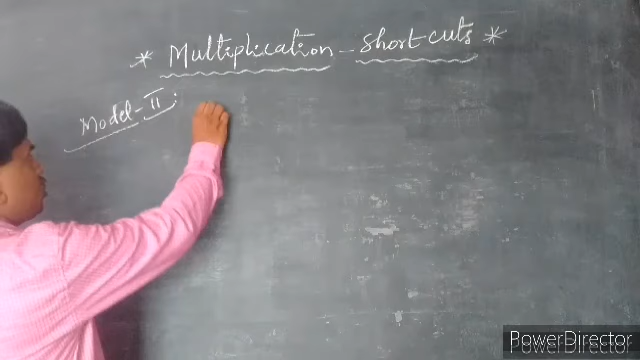 * Multiplication - Short cuts *
Model - II :
PowerDirector